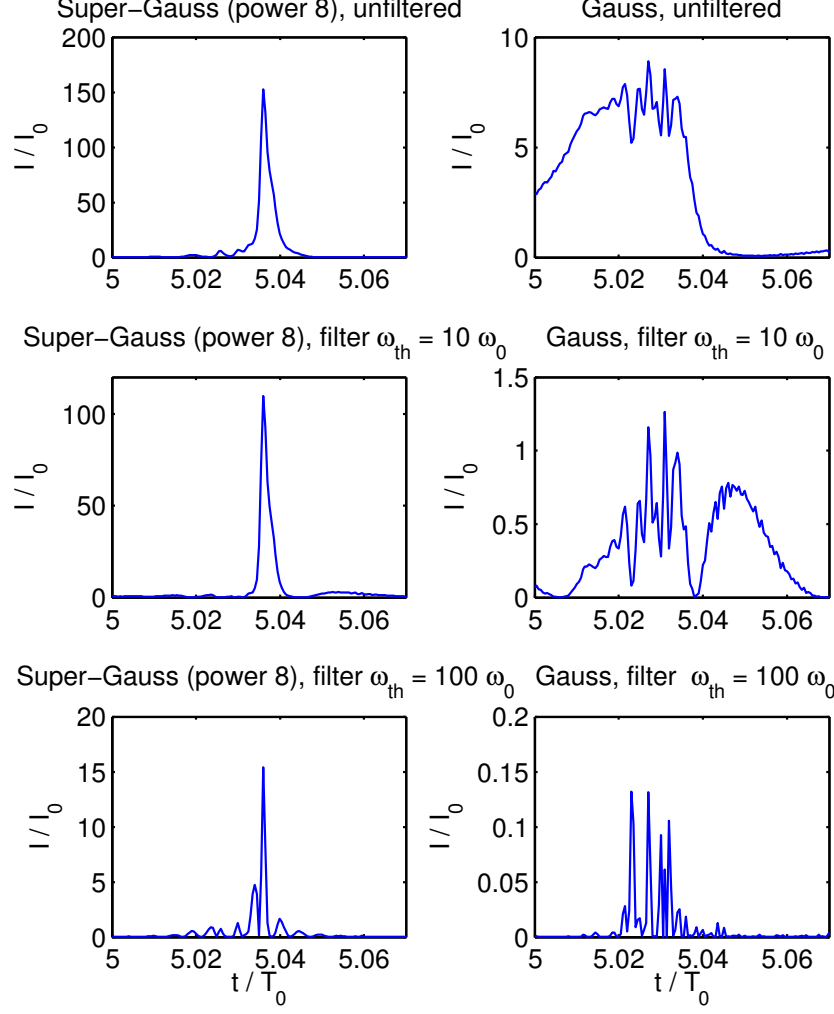 Super−Gauss (power 8), unfiltered
Gauss, unfiltered
200
150
100
50
0
I / I0
5 5.02 5.04 5.06
10
5
0
I / I0
5 5.02 5.04 5.06
Super−Gauss (power 8), filter ωth = 10 ω0
Gauss, filter ωth = 10 ω0
100
50
0
I / I0
5 5.02 5.04 5.06
1.5
1
0.5
0
I / I0
5 5.02 5.04 5.06
Super−Gauss (power 8), filter ωth = 100 ω0
Gauss, filter ωth = 100 ω0
20
15
10
5
0
I / I0
5 5.02 5.04 5.06
t / T0
0.2
0.15
0.1
0.05
0
I / I0
5 5.02 5.04 5.06
t / T0